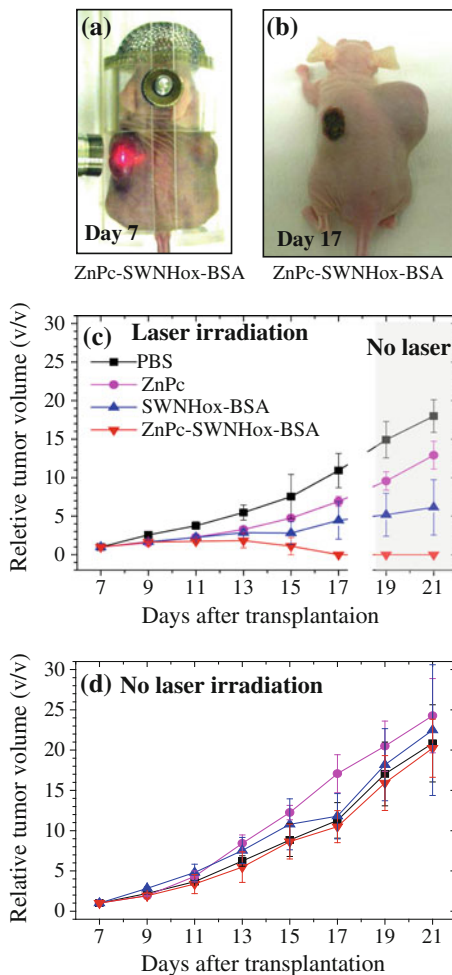 (a)
(b)
Day 7
Day 17
ZnPc-SWNHox-BSA
ZnPc-SWNHox-BSA
(c)
Laser irradiation
No laser
PBS
ZnPc
SWNHox-BSA
ZnPc-SWNHox-BSA
Reletive tumor volume (v/v)
30
25
20
15
10
5
0
7 9 11 13 15 17 19 21
Days after transplantaion
(d) No laser irradiation
Relative tumor volume (v/v)
30
25
20
15
10
5
0
7 9 11 13 15 17 19 21
Days after transplantation